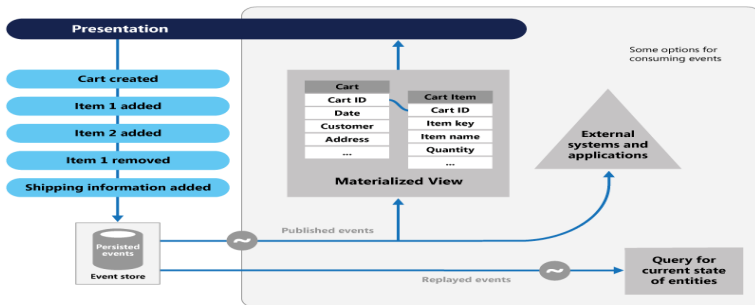 Presentation
Some options for
consuming events
Cart created
Item 1 added
Item 2 added
Item 1 removed
Shipping information added
Cart
Cart ID
Date
Customer
Address
...
Cart Item
Cart ID
Item key
Item name
Quantity
...
Materialized View
External
systems and
applications
Persisted
events
Event store
~
Published events
Replayed events
~
Query for
current state
of entities